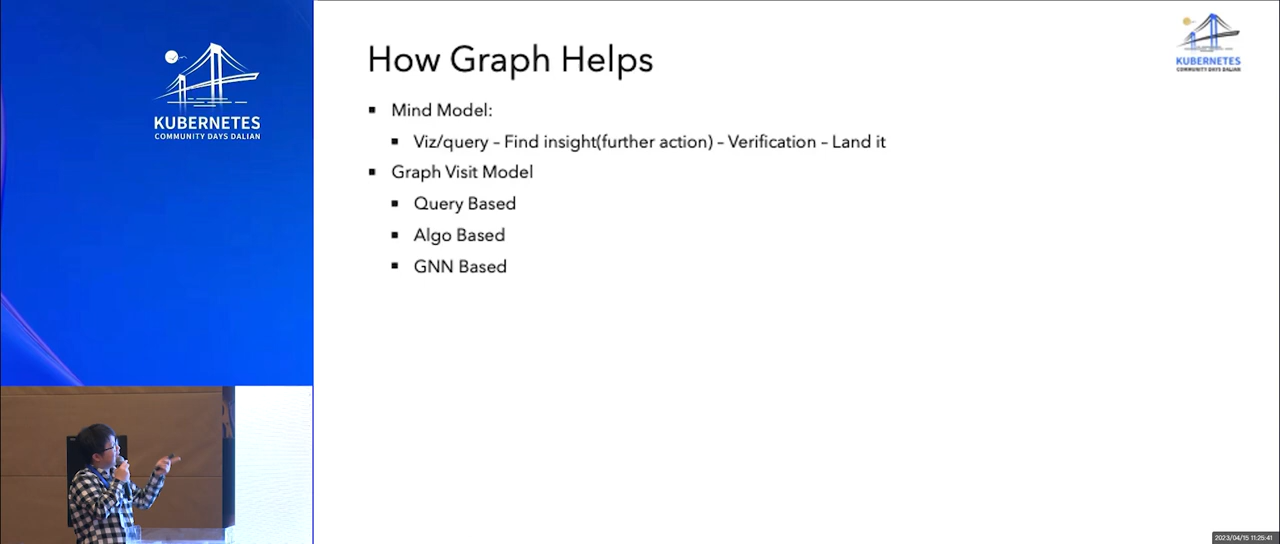 KUBERNETES
COMMUNITY DAYS DALIAN
How Graph Helps
KUBERNETES
COMMUNITY DAYS DALIAN
Mind Model:
Viz/query – Find insight(further action) – Verification – Land it
Graph Visit Model
Query Based
Algo Based
GNN Based
2023/04/15 11:25:41